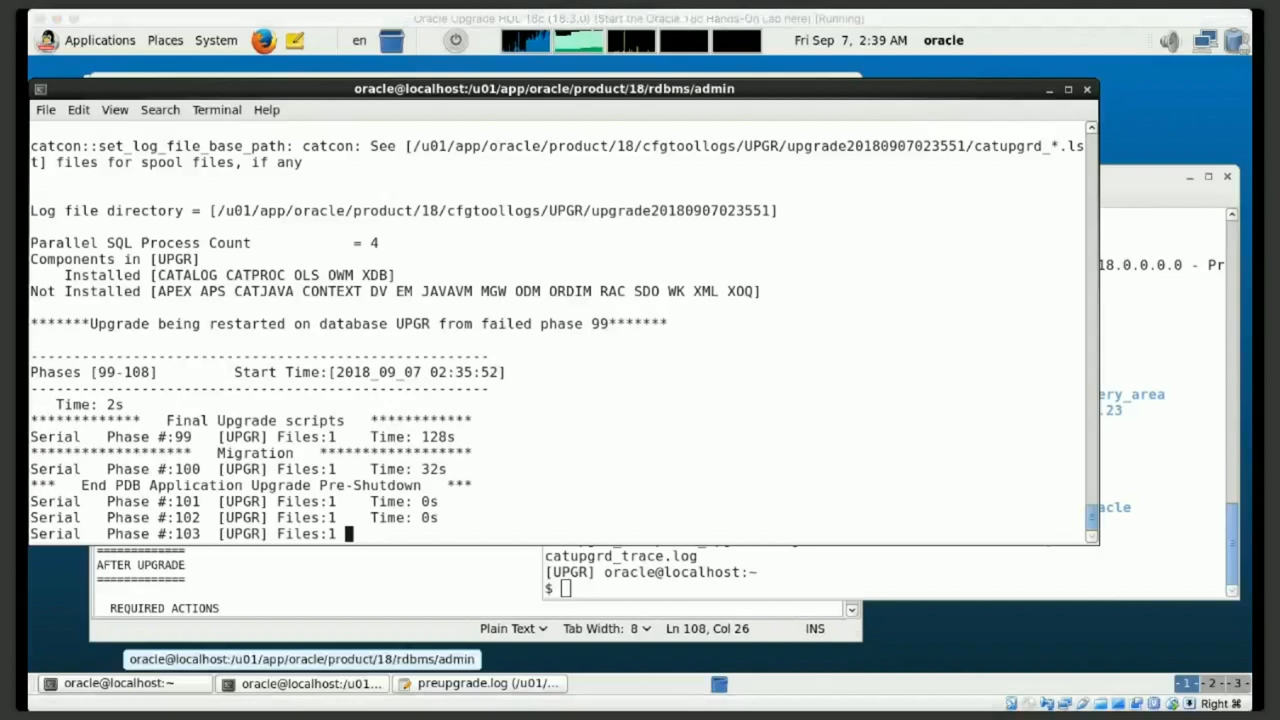 Oracle Upgrade HOL 18c (18.3.0) [Start the Oracle 18c Hands-On Lab here] [Running]
Applications Places System en Fri Sep 7, 2:39 AM oracle
oracle@localhost:/u01/app/oracle/product/18/rdbms/admin
File Edit View Search Terminal Help
catcon::set_log_file_base_path: catcon: See [/u01/app/oracle/product/18/cfgtoollogs/UPGR/upgrade20180907023551/catupgrd_*.ls
t] files for spool files, if any
Log file directory = [/u01/app/oracle/product/18/cfgtoollogs/UPGR/upgrade20180907023551]
Parallel SQL Process Count            = 4
Components in [UPGR]
    Installed [CATALOG CATPROC OLS OWM XDB]
Not Installed [APEX APS CATJAVA CONTEXT DV EM JAVAVM MGW ODM ORDIM RAC SDO WK XML XOQ]
*******Upgrade being restarted on database UPGR from failed phase 99*******
------------------------------------------------------
Phases [99-108]         Start Time:[2018_09_07 02:35:52]
------------------------------------------------------
   Time: 2s
*************   Final Upgrade scripts   ************
Serial   Phase #:99   [UPGR] Files:1    Time: 128s
*******************   Migration   ******************
Serial   Phase #:100  [UPGR] Files:1    Time: 32s
***   End PDB Application Upgrade Pre-Shutdown   ***
Serial   Phase #:101  [UPGR] Files:1    Time: 0s
Serial   Phase #:102  [UPGR] Files:1    Time: 0s
Serial   Phase #:103  [UPGR] Files:1
18.0.0.0.0 - Pr
ery_area
.23
acle
catupgrd_trace.log
[UPGR] oracle@localhost:~
$
=============
AFTER UPGRADE
=============
REQUIRED ACTIONS
Plain Text Tab Width: 8 Ln 108, Col 26 INS
oracle@localhost:/u01/app/oracle/product/18/rdbms/admin
oracle@localhost:~ oracle@localhost:/u01... preupgrade.log (/u01/... - 1 - - 2 - - 3 -
Right ⌘